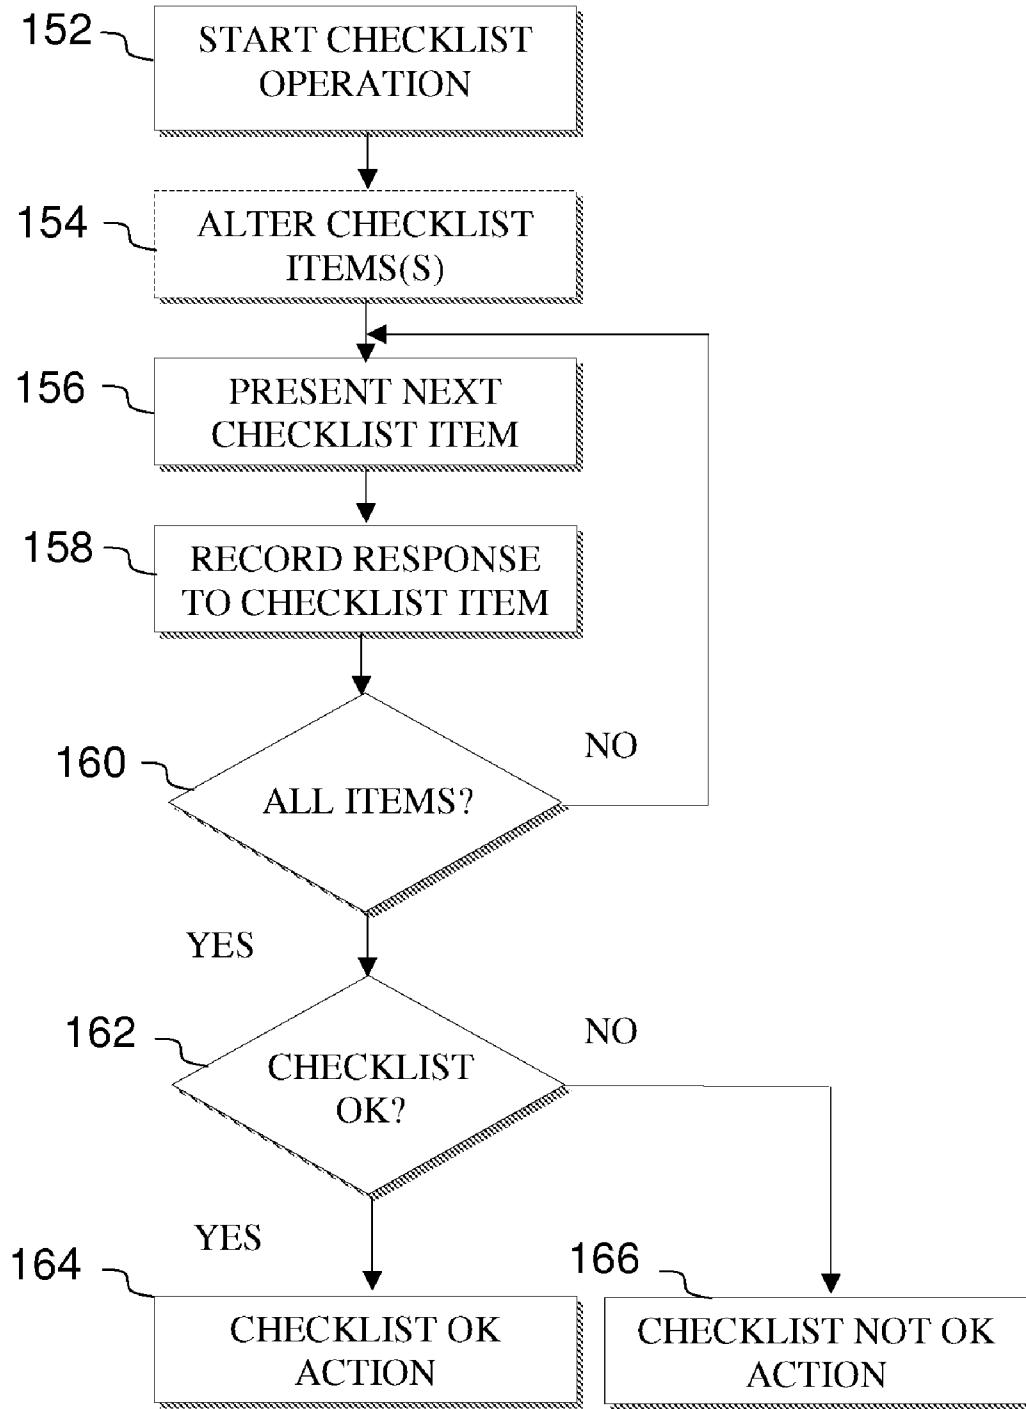 152
START CHECKLIST
OPERATION
154
ALTER CHECKLIST
ITEMS(S)
156
PRESENT NEXT
CHECKLIST ITEM
158
RECORD RESPONSE
TO CHECKLIST ITEM
160
ALL ITEMS?
NO
YES
162
CHECKLIST
OK?
NO
YES
164
CHECKLIST OK
ACTION
166
CHECKLIST NOT OK
ACTION